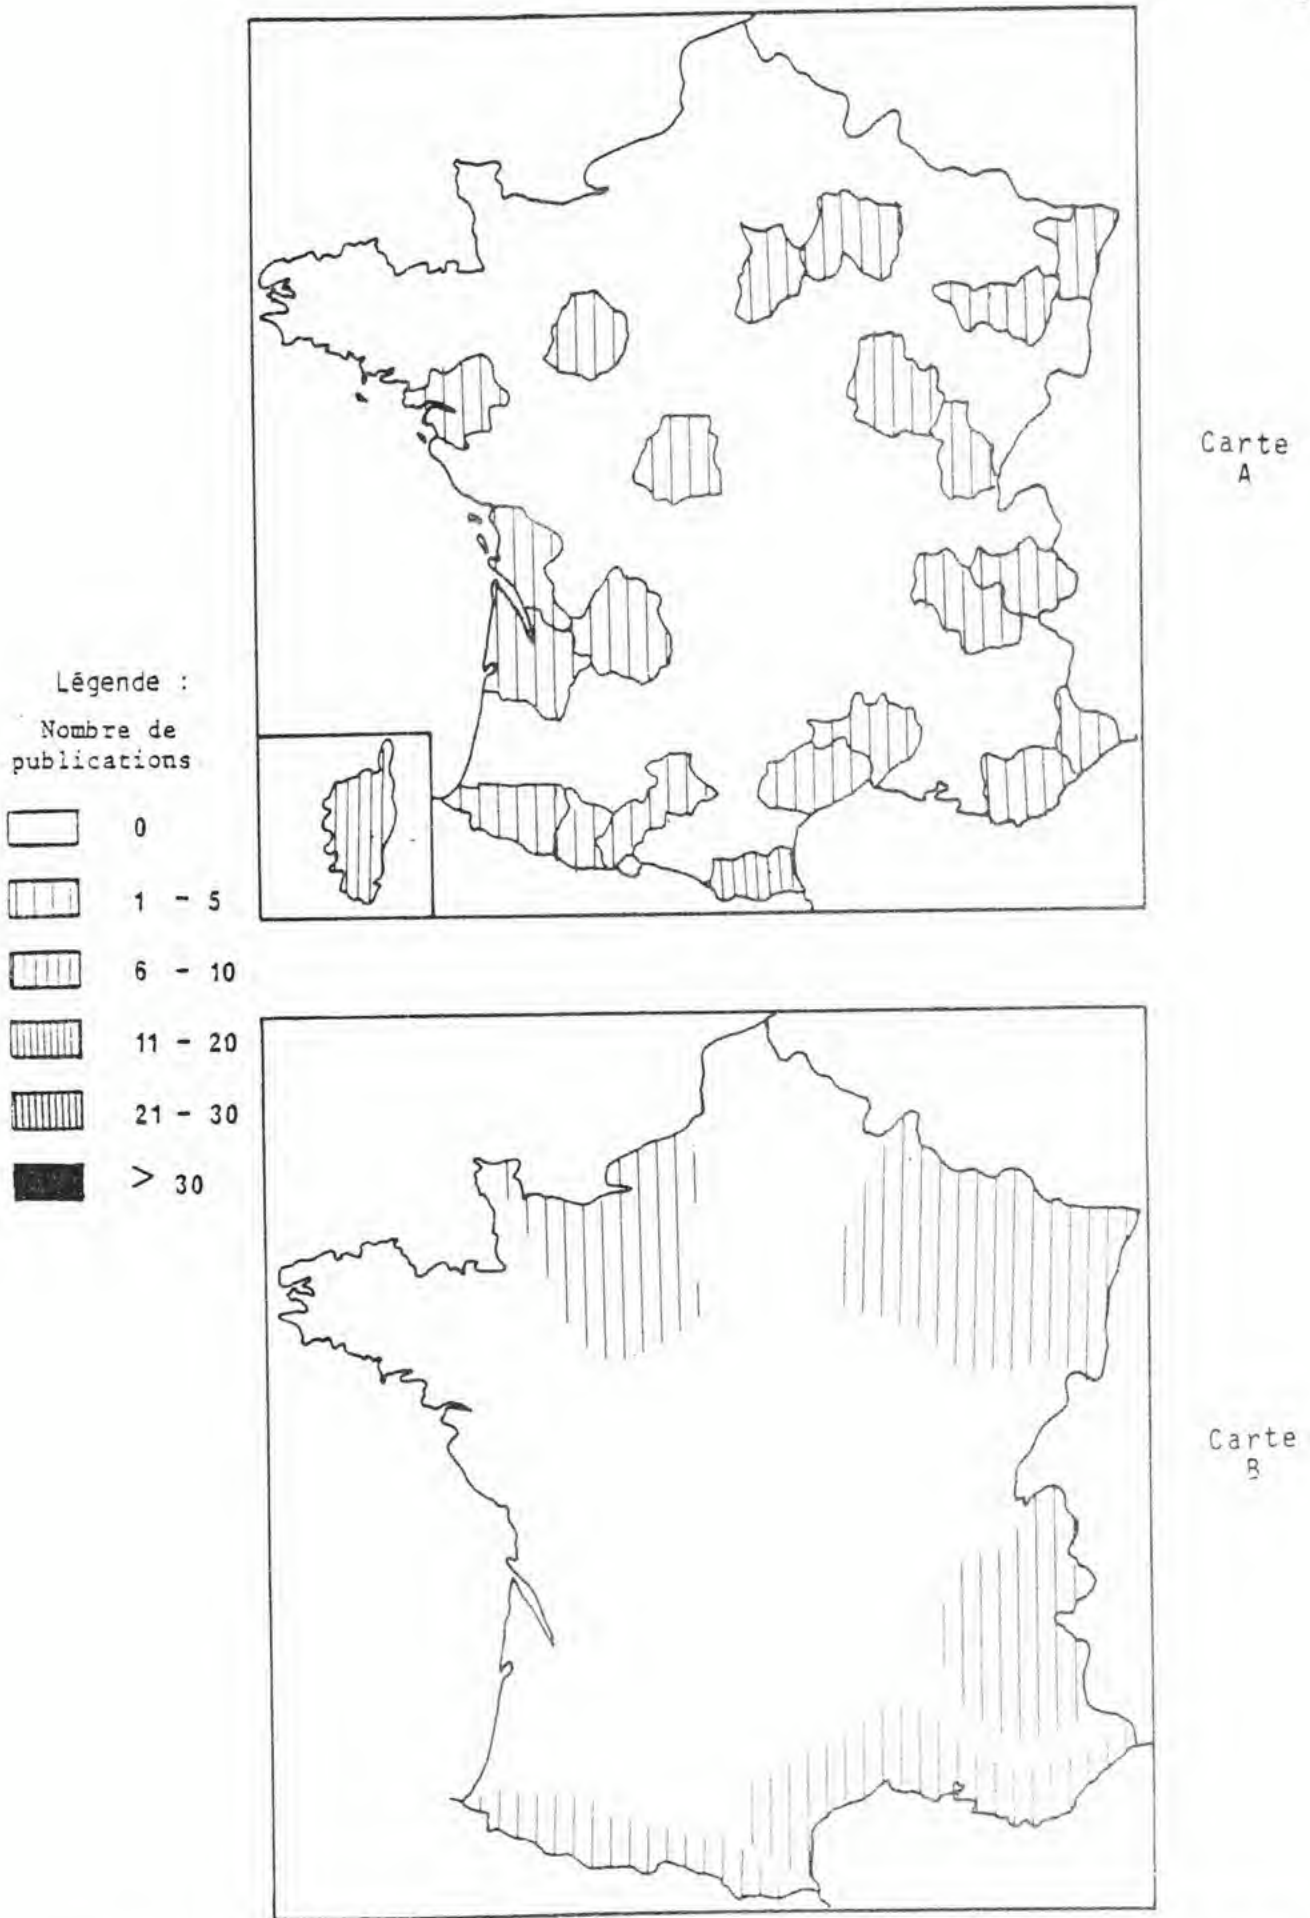 Carte
A
Légende :
Nombre de
publications
0
1 - 5
6 - 10
11 - 20
21 - 30
> 30
Carte
B